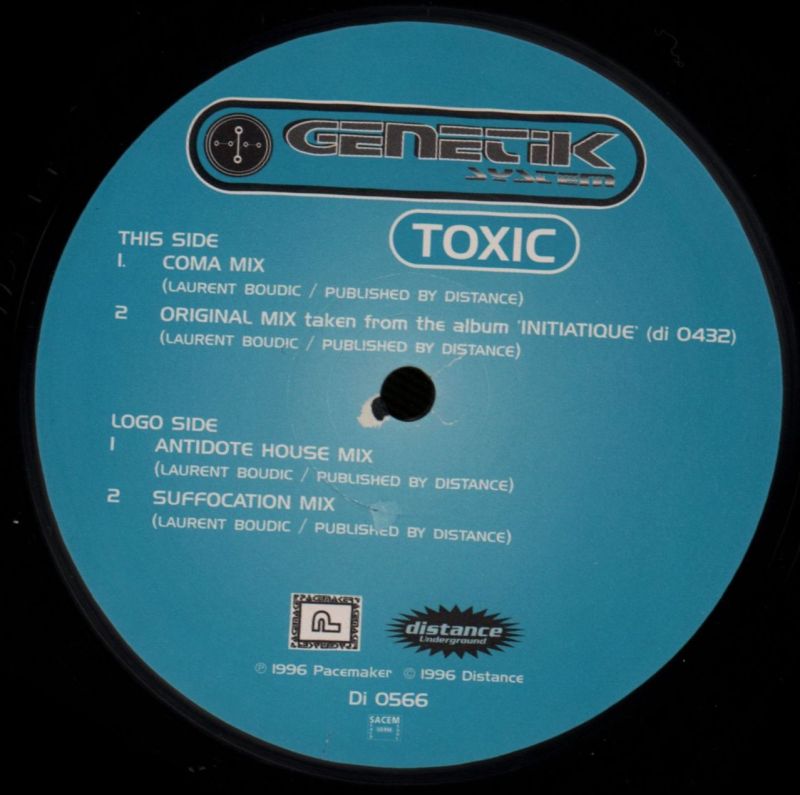 GENETIK
SYSTEM
TOXIC
THIS SIDE
1. COMA MIX
(LAURENT BOUDIC / PUBLISHED BY DISTANCE)
2 ORIGINAL MIX taken from the album 'INITIATIQUE' (di 0432)
(LAURENT BOUDIC / PUBLISHED BY DISTANCE)
LOGO SIDE
1 ANTIDOTE HOUSE MIX
(LAURENT BOUDIC / PUBLISHED BY DISTANCE)
2 SUFFOCATION MIX
(LAURENT BOUDIC / PUBLISHED BY DISTANCE)
PACEMAKER
P
distance
Underground
℗ 1996 Pacemaker © 1996 Distance
Di 0566
SACEM